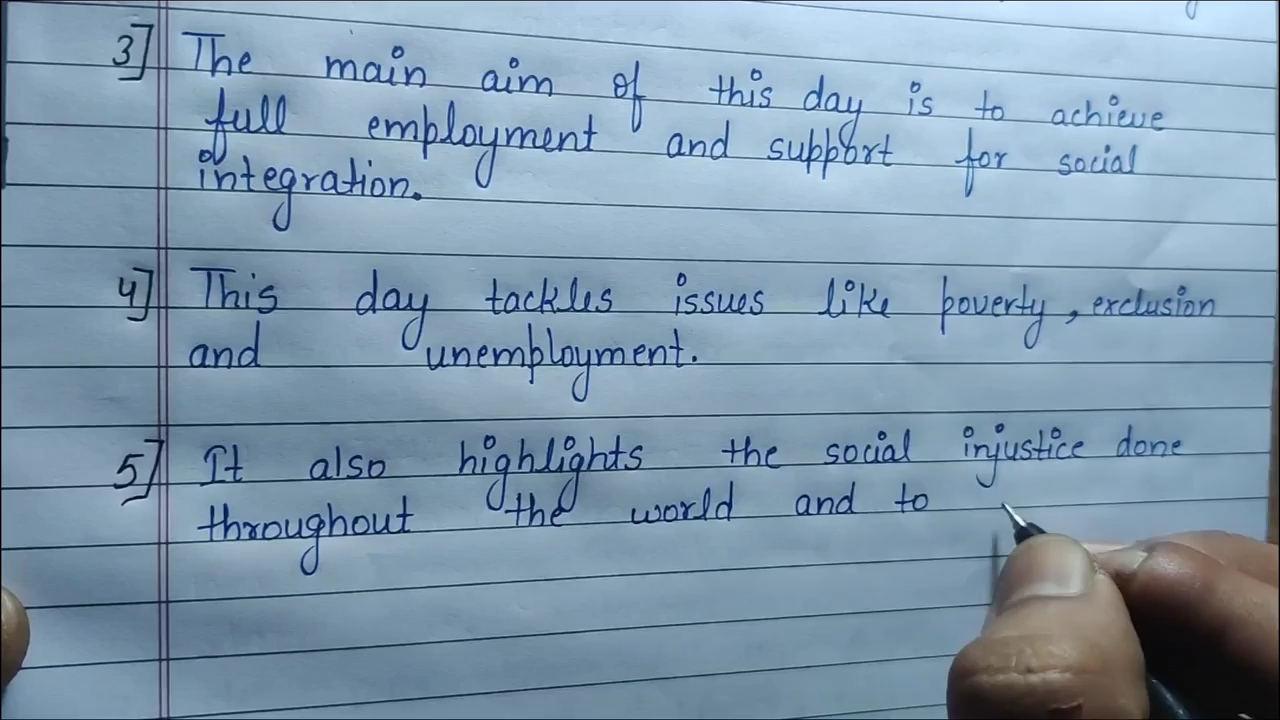 3] The main aim of this day is to achieve
full employment and support for social
integration.
4] This day tackles issues like poverty, exclusion
and unemployment.
5] It also highlights the social injustice done
throughout the world and to